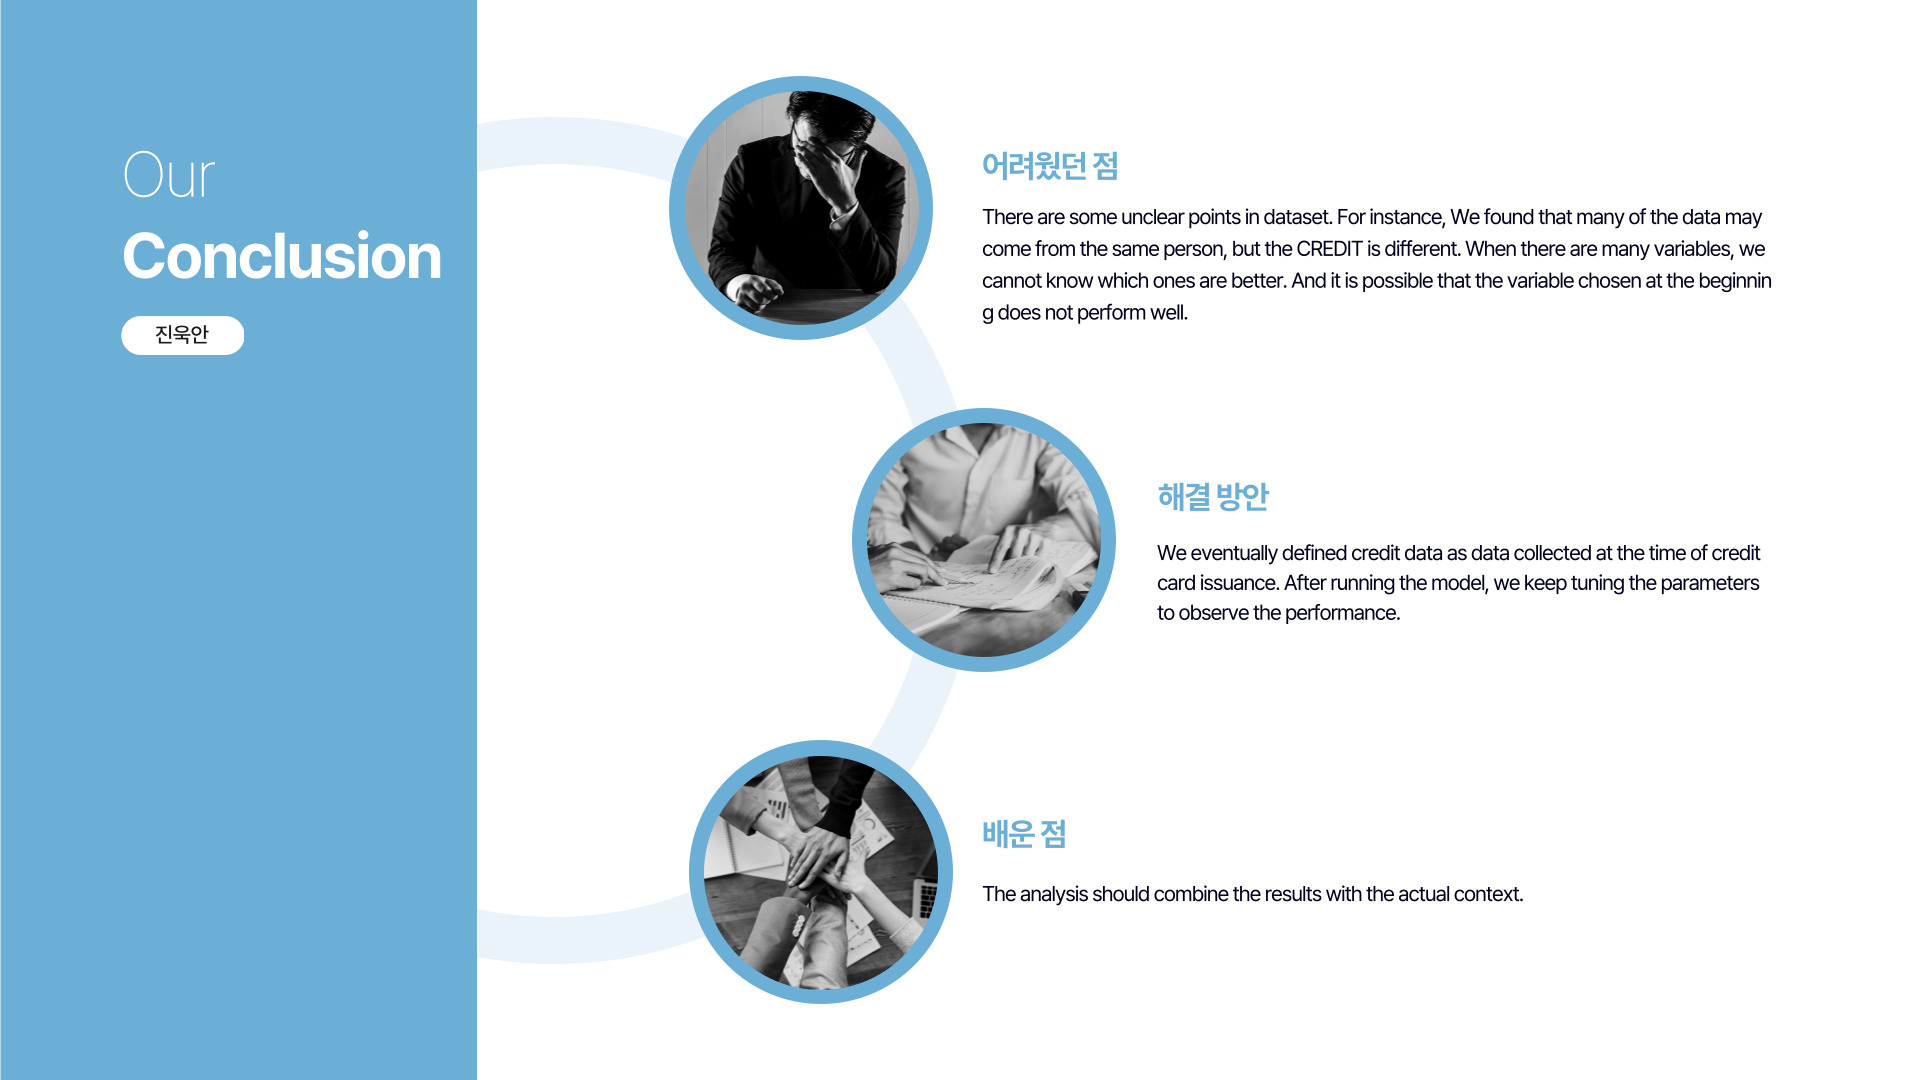 Our
Conclusion
진욱안
어려웠던 점
There are some unclear points in dataset. For instance, We found that many of the data may
come from the same person, but the CREDIT is different. When there are many variables, we
cannot know which ones are better. And it is possible that the variable chosen at the beginnin
g does not perform well.
해결 방안
We eventually defined credit data as data collected at the time of credit
card issuance. After running the model, we keep tuning the parameters
to observe the performance.
배운 점
The analysis should combine the results with the actual context.